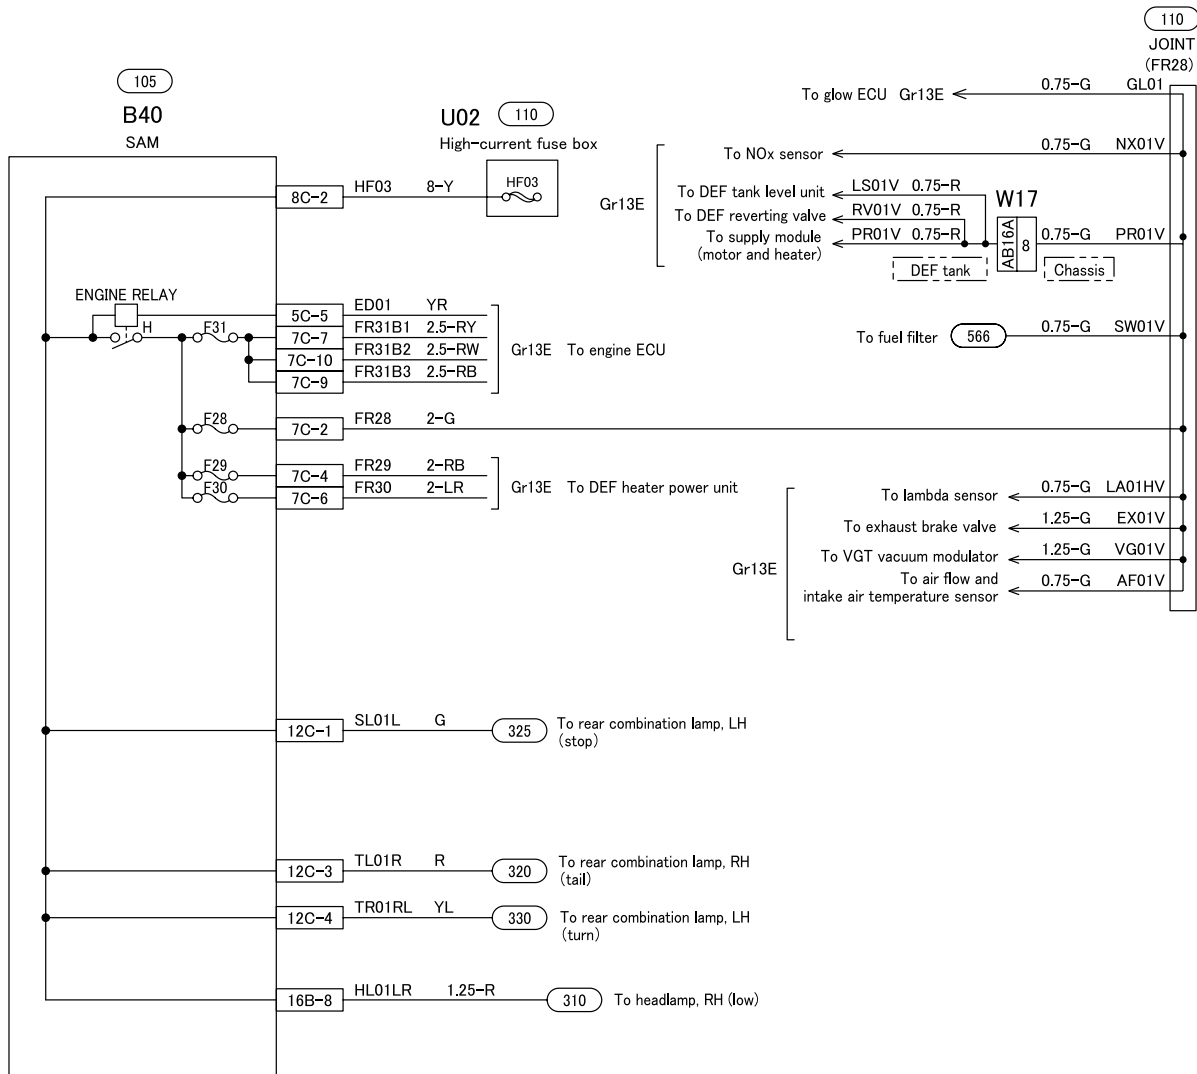 110
JOINT
(FR28)
105
B40
SAM
U02 110
High-current fuse box
To glow ECU Gr13E 0.75-G GL01
To NOx sensor 0.75-G NX01V
8C-2 HF03 8-Y HF03
Gr13E
To DEF tank level unit LS01V 0.75-R
To DEF reverting valve RV01V 0.75-R
To supply module
(motor and heater)
PR01V 0.75-R
W17
AB16A 8
0.75-G PR01V
DEF tank
Chassis
ENGINE RELAY
H
F31
5C-5 ED01 YR
7C-7 FR31B1 2.5-RY
7C-10 FR31B2 2.5-RW
7C-9 FR31B3 2.5-RB
Gr13E To engine ECU
To fuel filter 566 0.75-G SW01V
F28 7C-2 FR28 2-G
F29 7C-4 FR29 2-RB
F30 7C-6 FR30 2-LR
Gr13E To DEF heater power unit
Gr13E
To lambda sensor 0.75-G LA01HV
To exhaust brake valve 1.25-G EX01V
To VGT vacuum modulator 1.25-G VG01V
To air flow and
intake air temperature sensor
0.75-G AF01V
12C-1 SL01L G 325 To rear combination lamp, LH
(stop)
12C-3 TL01R R 320 To rear combination lamp, RH
(tail)
12C-4 TR01RL YL 330 To rear combination lamp, LH
(turn)
16B-8 HL01LR 1.25-R 310 To headlamp, RH (low)